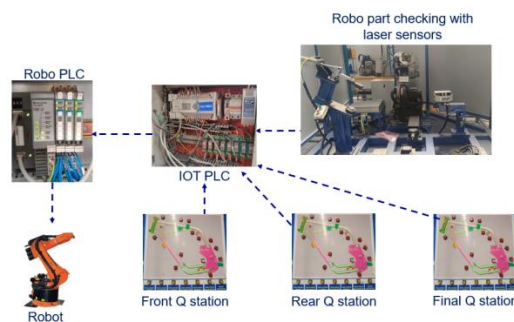 Robo part checking with
laser sensors
Robo PLC
IOT PLC
Robot
Front Q station
Rear Q station
Final Q station